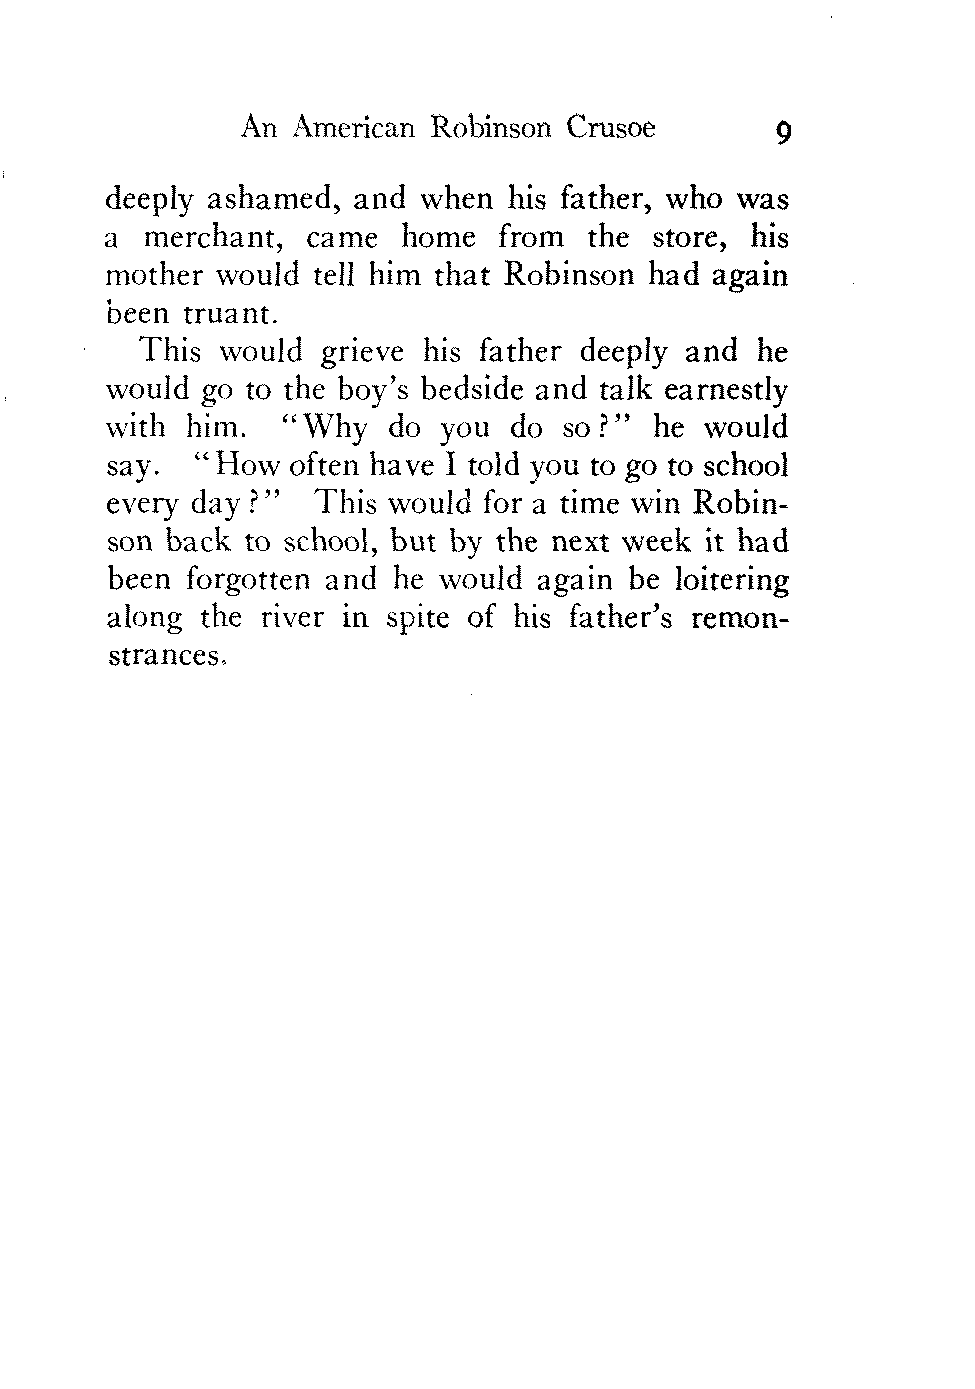 An American Robinson Crusoe 9
deeply ashamed, and when his father, who was
a merchant, came home from the store, his
mother would tell him that Robinson had again
been truant.
This would grieve his father deeply and he
would go to the boy's bedside and talk earnestly
with him. "Why do you do so?" he would
say. "How often have I told you to go to school
every day?" This would for a time win Robin-
son back to school, but by the next week it had
been forgotten and he would again be loitering
along the river in spite of his father's remon-
strances.